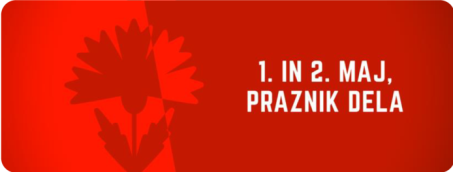 1. IN 2. MAJ,
PRAZNIK DELA